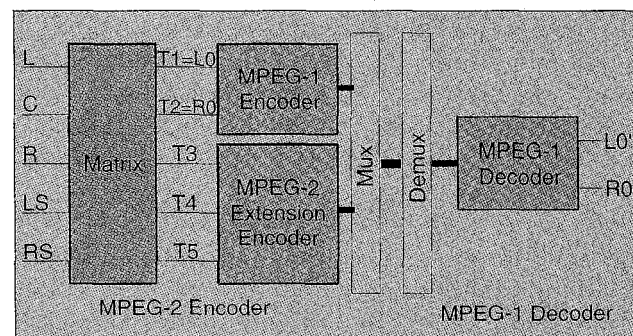 L
C
R
LS
RS
Matrix
T1=L0
T2=R0
T3
T4
T5
MPEG-1
Encoder
MPEG-2
Extension
Encoder
Mux
Demux
MPEG-1
Decoder
L0
R0
MPEG-2 Encoder
MPEG-1 Decoder